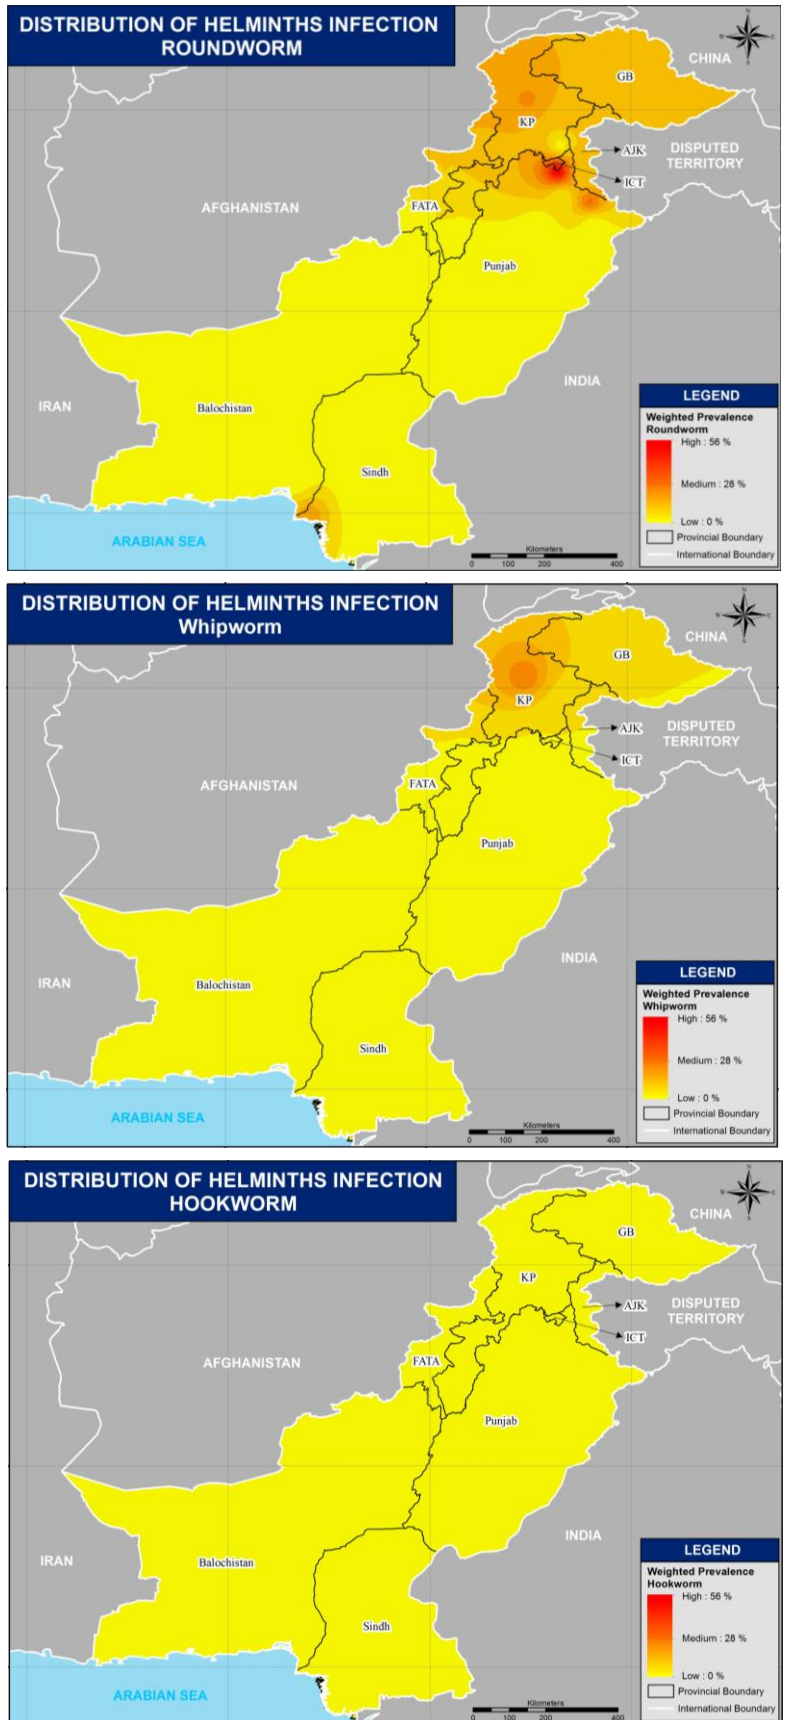 DISTRIBUTION OF HELMINTHS INFECTION
ROUNDWORM
N
W
E
S
CHINA
GB
KP
AJK
DISPUTED
TERRITORY
ICT
AFGHANISTAN
FATA
Punjab
INDIA
IRAN
Balochistan
Sindh
ARABIAN SEA
LEGEND
Weighted Prevalence
Roundworm
High : 56 %
Medium : 28 %
Low : 0 %
Provincial Boundary
International Boundary
Kilometers
0 100 200 400
DISTRIBUTION OF HELMINTHS INFECTION
Whipworm
N
W
E
S
CHINA
GB
KP
AJK
DISPUTED
TERRITORY
ICT
AFGHANISTAN
FATA
Punjab
INDIA
IRAN
Balochistan
Sindh
ARABIAN SEA
LEGEND
Weighted Prevalence
Whipworm
High : 56 %
Medium : 28 %
Low : 0 %
Provincial Boundary
International Boundary
Kilometers
0 100 200 400
DISTRIBUTION OF HELMINTHS INFECTION
HOOKWORM
N
W
E
S
CHINA
GB
KP
AJK
DISPUTED
TERRITORY
ICT
AFGHANISTAN
FATA
Punjab
INDIA
IRAN
Balochistan
Sindh
ARABIAN SEA
LEGEND
Weighted Prevalence
Hookworm
High : 56 %
Medium : 28 %
Low : 0 %
Provincial Boundary
International Boundary
Kilometers
0 100 200 400